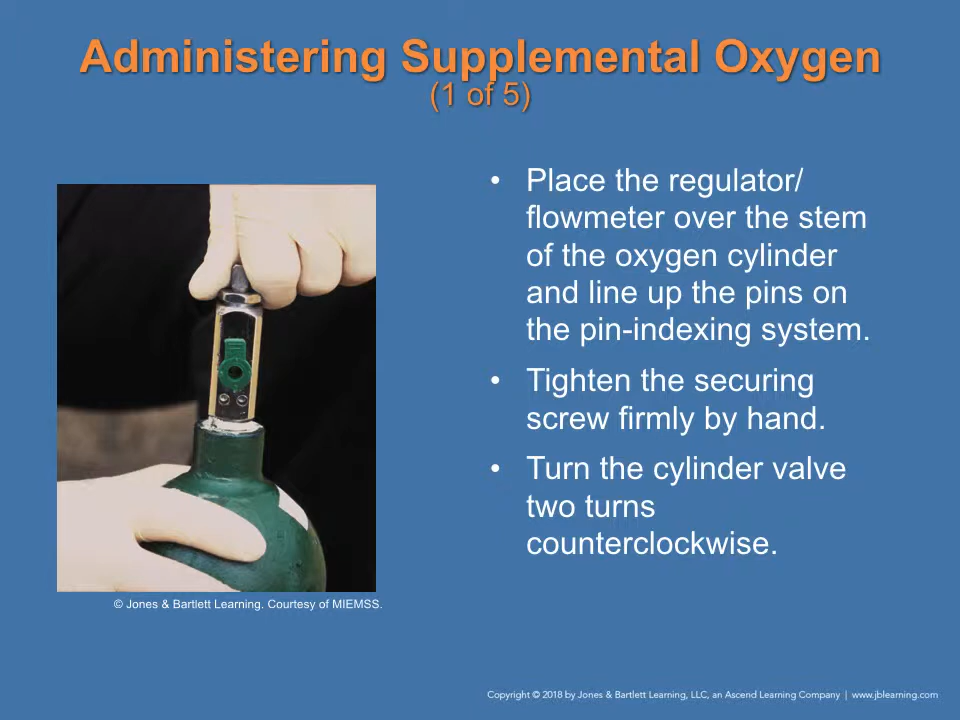 Administering Supplemental Oxygen
(1 of 5)
• Place the regulator/
flowmeter over the stem
of the oxygen cylinder
and line up the pins on
the pin-indexing system.
• Tighten the securing
screw firmly by hand.
• Turn the cylinder valve
two turns
counterclockwise.
© Jones & Bartlett Learning. Courtesy of MIEMSS.
Copyright © 2018 by Jones & Bartlett Learning, LLC, an Ascend Learning Company | www.jblearning.com